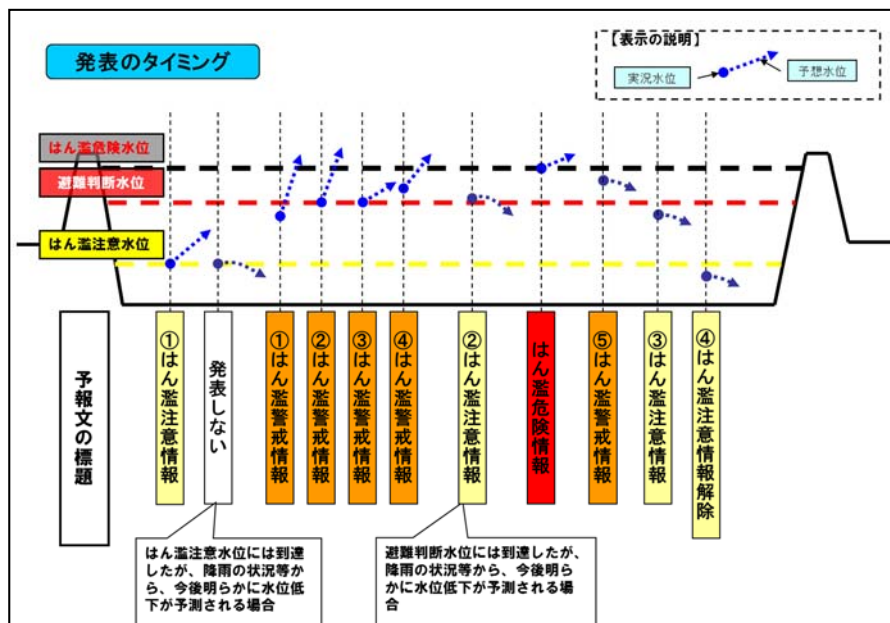 発表のタイミング
【表示の説明】
実況水位
予想水位
はん濫危険水位
避難判断水位
はん濫注意水位
予報文の標題
①はん濫注意情報
発表しない
①はん濫警戒情報
②はん濫警戒情報
③はん濫警戒情報
④はん濫警戒情報
②はん濫注意情報
はん濫危険情報
⑤はん濫警戒情報
③はん濫注意情報
④はん濫注意情報解除
はん濫注意水位には到達
したが、降雨の状況等か
ら、今後明らかに水位低
下が予測される場合
避難判断水位には到達したが、
降雨の状況等から、今後明ら
かに水位低下が予測される場
合